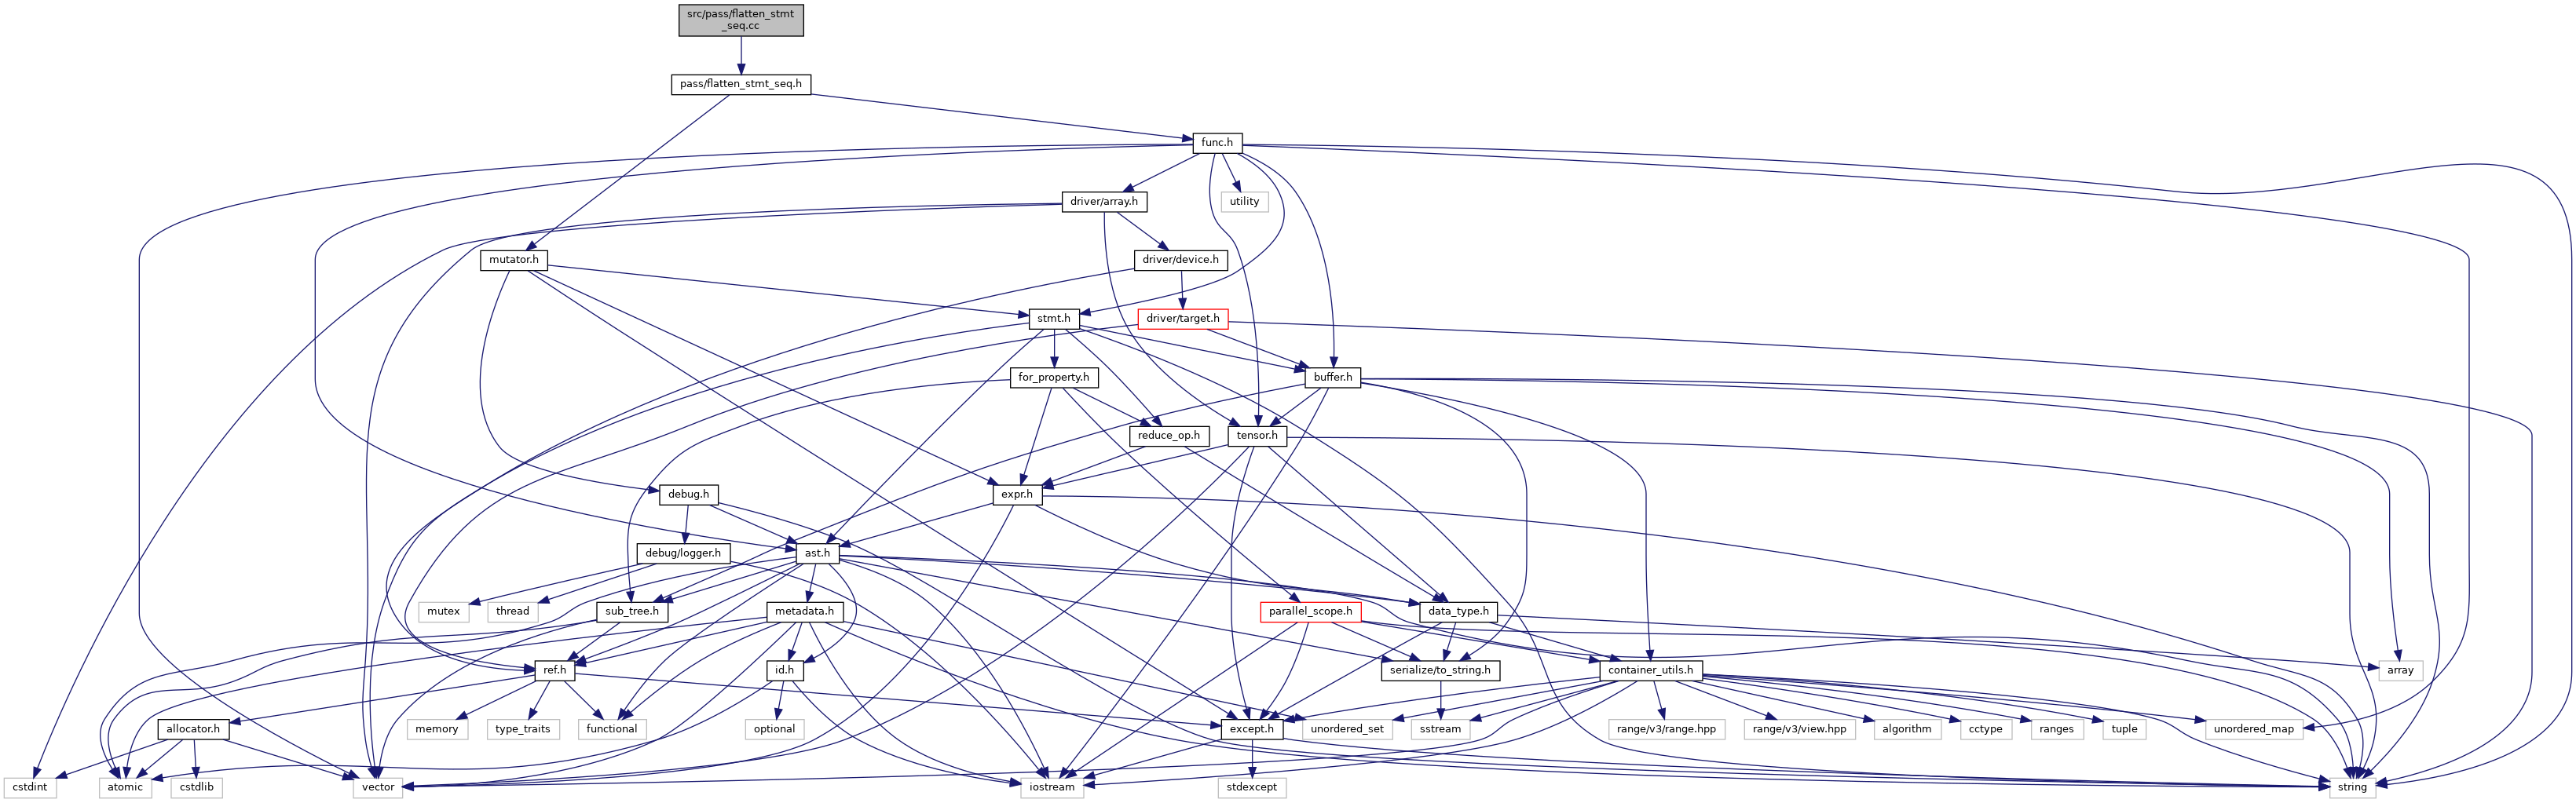 src/pass/flatten_stmt
_seq.cc
pass/flatten_stmt_seq.h
func.h
driver/array.h
utility
mutator.h
driver/device.h
stmt.h
driver/target.h
for_property.h
buffer.h
reduce_op.h
tensor.h
debug.h
expr.h
debug/logger.h
ast.h
mutex
thread
sub_tree.h
metadata.h
parallel_scope.h
data_type.h
ref.h
id.h
serialize/to_string.h
container_utils.h
array
allocator.h
memory
type_traits
functional
optional
except.h
unordered_set
sstream
range/v3/range.hpp
range/v3/view.hpp
algorithm
cctype
ranges
tuple
unordered_map
cstdint
atomic
cstdlib
vector
iostream
stdexcept
string